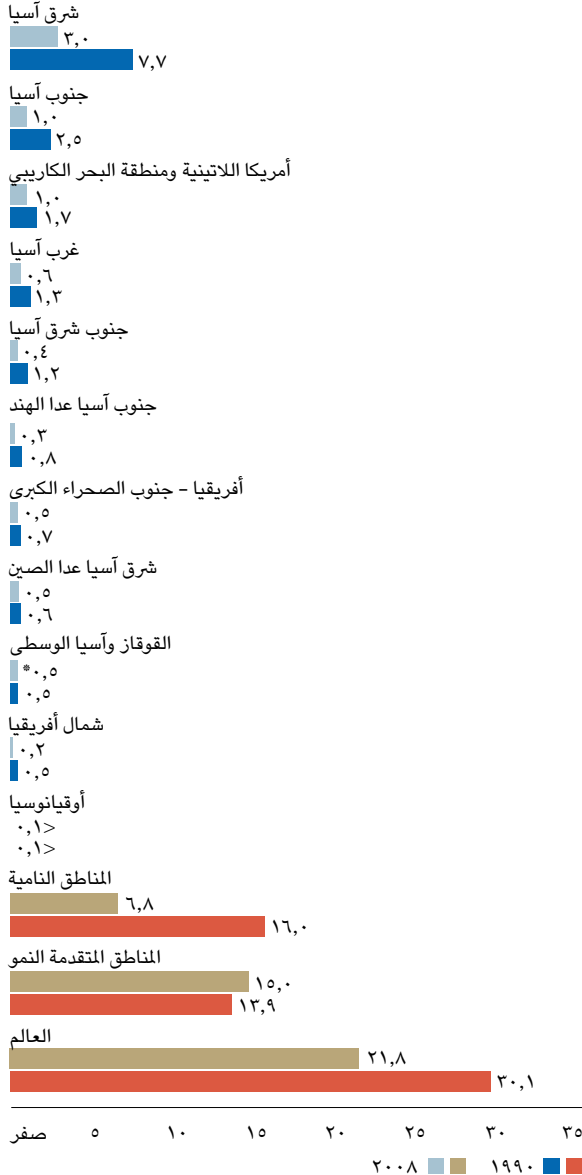 شرق آسيا
٣,٠
٧,٧
جنوب آسيا
١,٠
٢,٥
أمريكا اللاتينية ومنطقة البحر الكاريبي
١,٠
١,٧
غرب آسيا
٠,٦
١,٣
جنوب شرق آسيا
٠,٤
١,٢
جنوب آسيا عدا الهند
٠,٣
٠,٨
أفريقيا – جنوب الصحراء الكبرى
٠,٥
٠,٧
شرق آسيا عدا الصين
٠,٥
٠,٦
القوقاز وآسيا الوسطى
*٠,٥
٠,٥
شمال أفريقيا
٠,٢
٠,٥
أوقيانوسيا
٠,١>
٠,١>
المناطق النامية
٦,٨
١٦,٠
المناطق المتقدمة النمو
١٥,٠
١٣,٩
العالم
٢١,٨
٣٠,١
صفر ٥ ١٠ ١٥ ٢٠ ٢٥ ٣٠ ٣٥
١٩٩٠ ٢٠٠٨